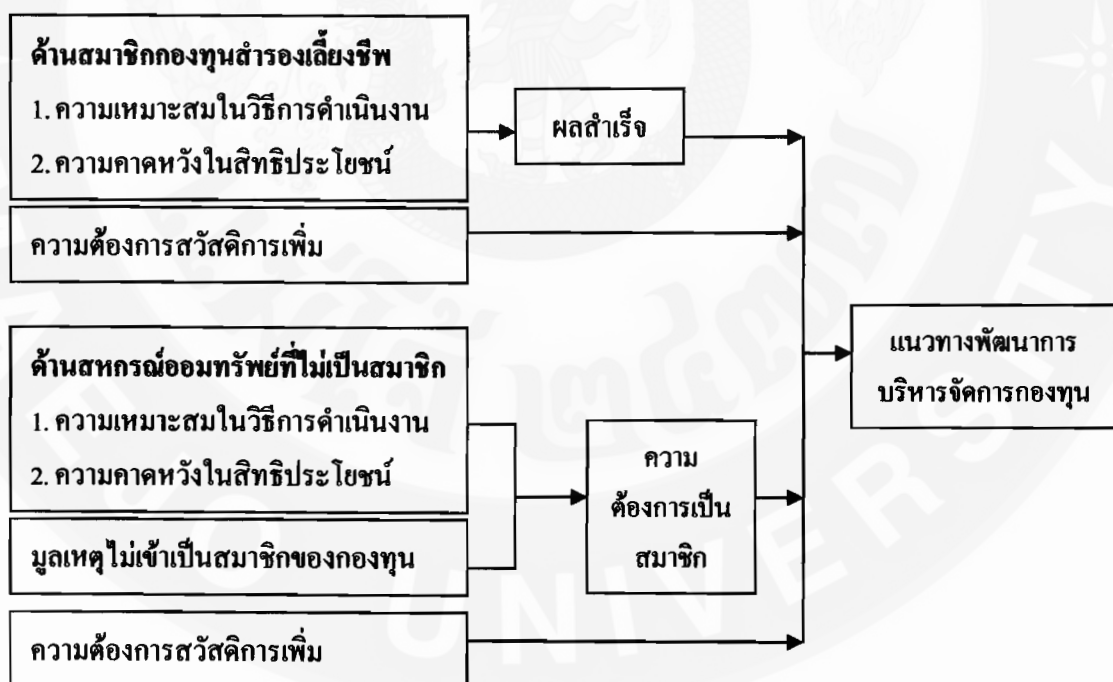 ด้านสมาชิกกองทุนสำรองเลี้ยงชีพ
1. ความเหมาะสมในวิธีการดำเนินงาน
2. ความคาดหวังในสิทธิประโยชน์
ผลสำเร็จ
ความต้องการสวัสดิการเพิ่ม
ด้านสหกรณ์ออมทรัพย์ที่ไม่เป็นสมาชิก
1. ความเหมาะสมในวิธีการดำเนินงาน
2. ความคาดหวังในสิทธิประโยชน์
มูลเหตุไม่เข้าเป็นสมาชิกของกองทุน
ความ
ต้องการเป็น
สมาชิก
ความต้องการสวัสดิการเพิ่ม
แนวทางพัฒนาการ
บริหารจัดการกองทุน
UNIVERSITY